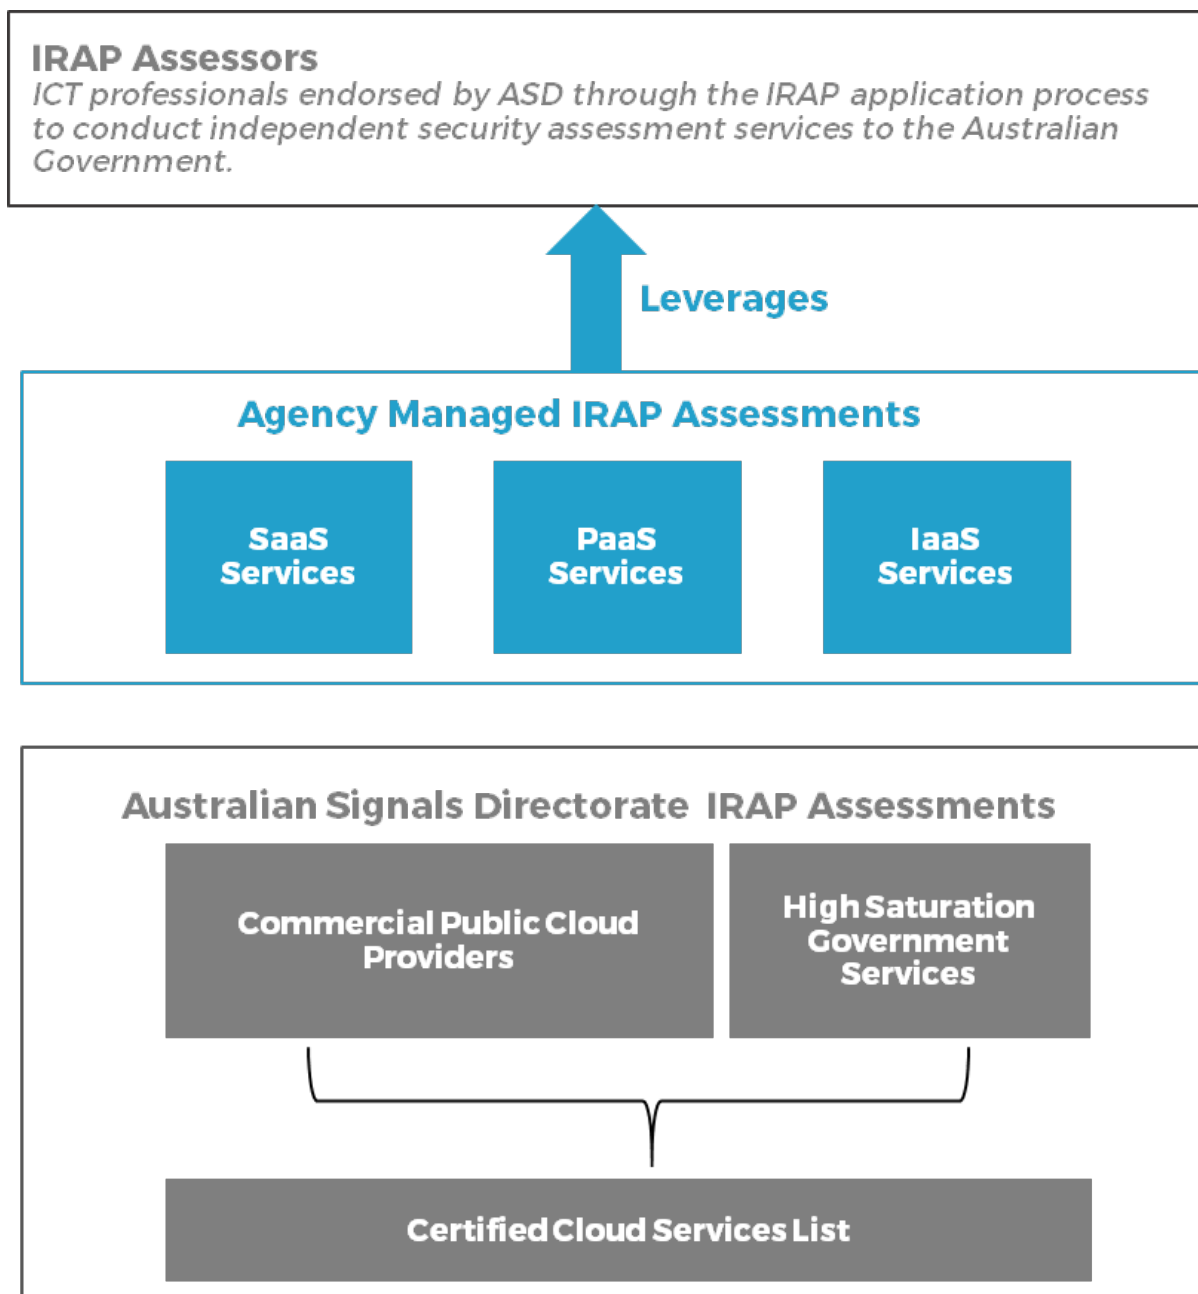 IRAP Assessors
ICT professionals endorsed by ASD through the IRAP application process
to conduct independent security assessment services to the Australian
Government.
Leverages
Agency Managed IRAP Assessments
SaaS
Services
PaaS
Services
IaaS
Services
Australian Signals Directorate IRAP Assessments
Commercial Public Cloud
Providers
High Saturation
Government
Services
Certified Cloud Services List